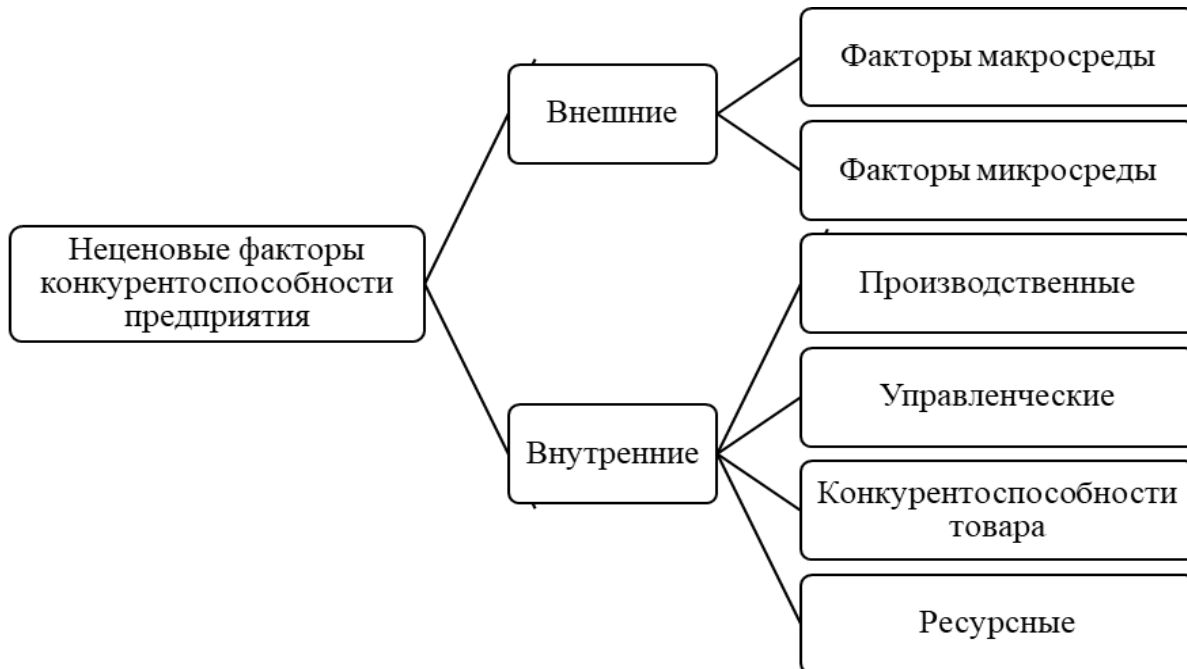 Неценовые факторы
конкурентоспособности
предприятия
Внешние
Факторы макросреды
Факторы микросреды
Внутренние
Производственные
Управленческие
Конкурентоспособности
товара
Ресурсные